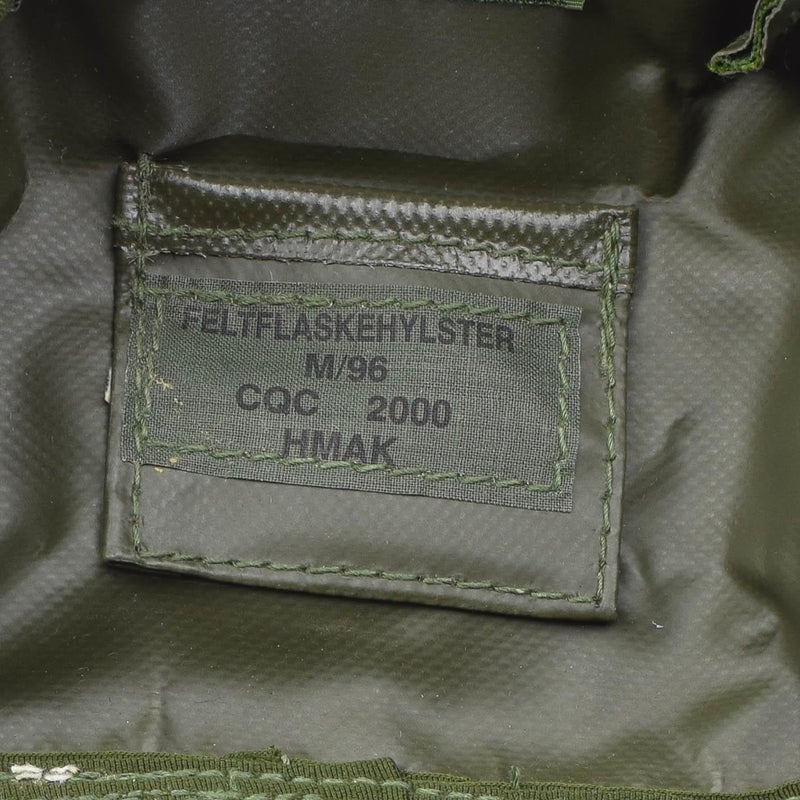 FELTFLASKEHYLSTER
M/96
CQC 2000
HMAK